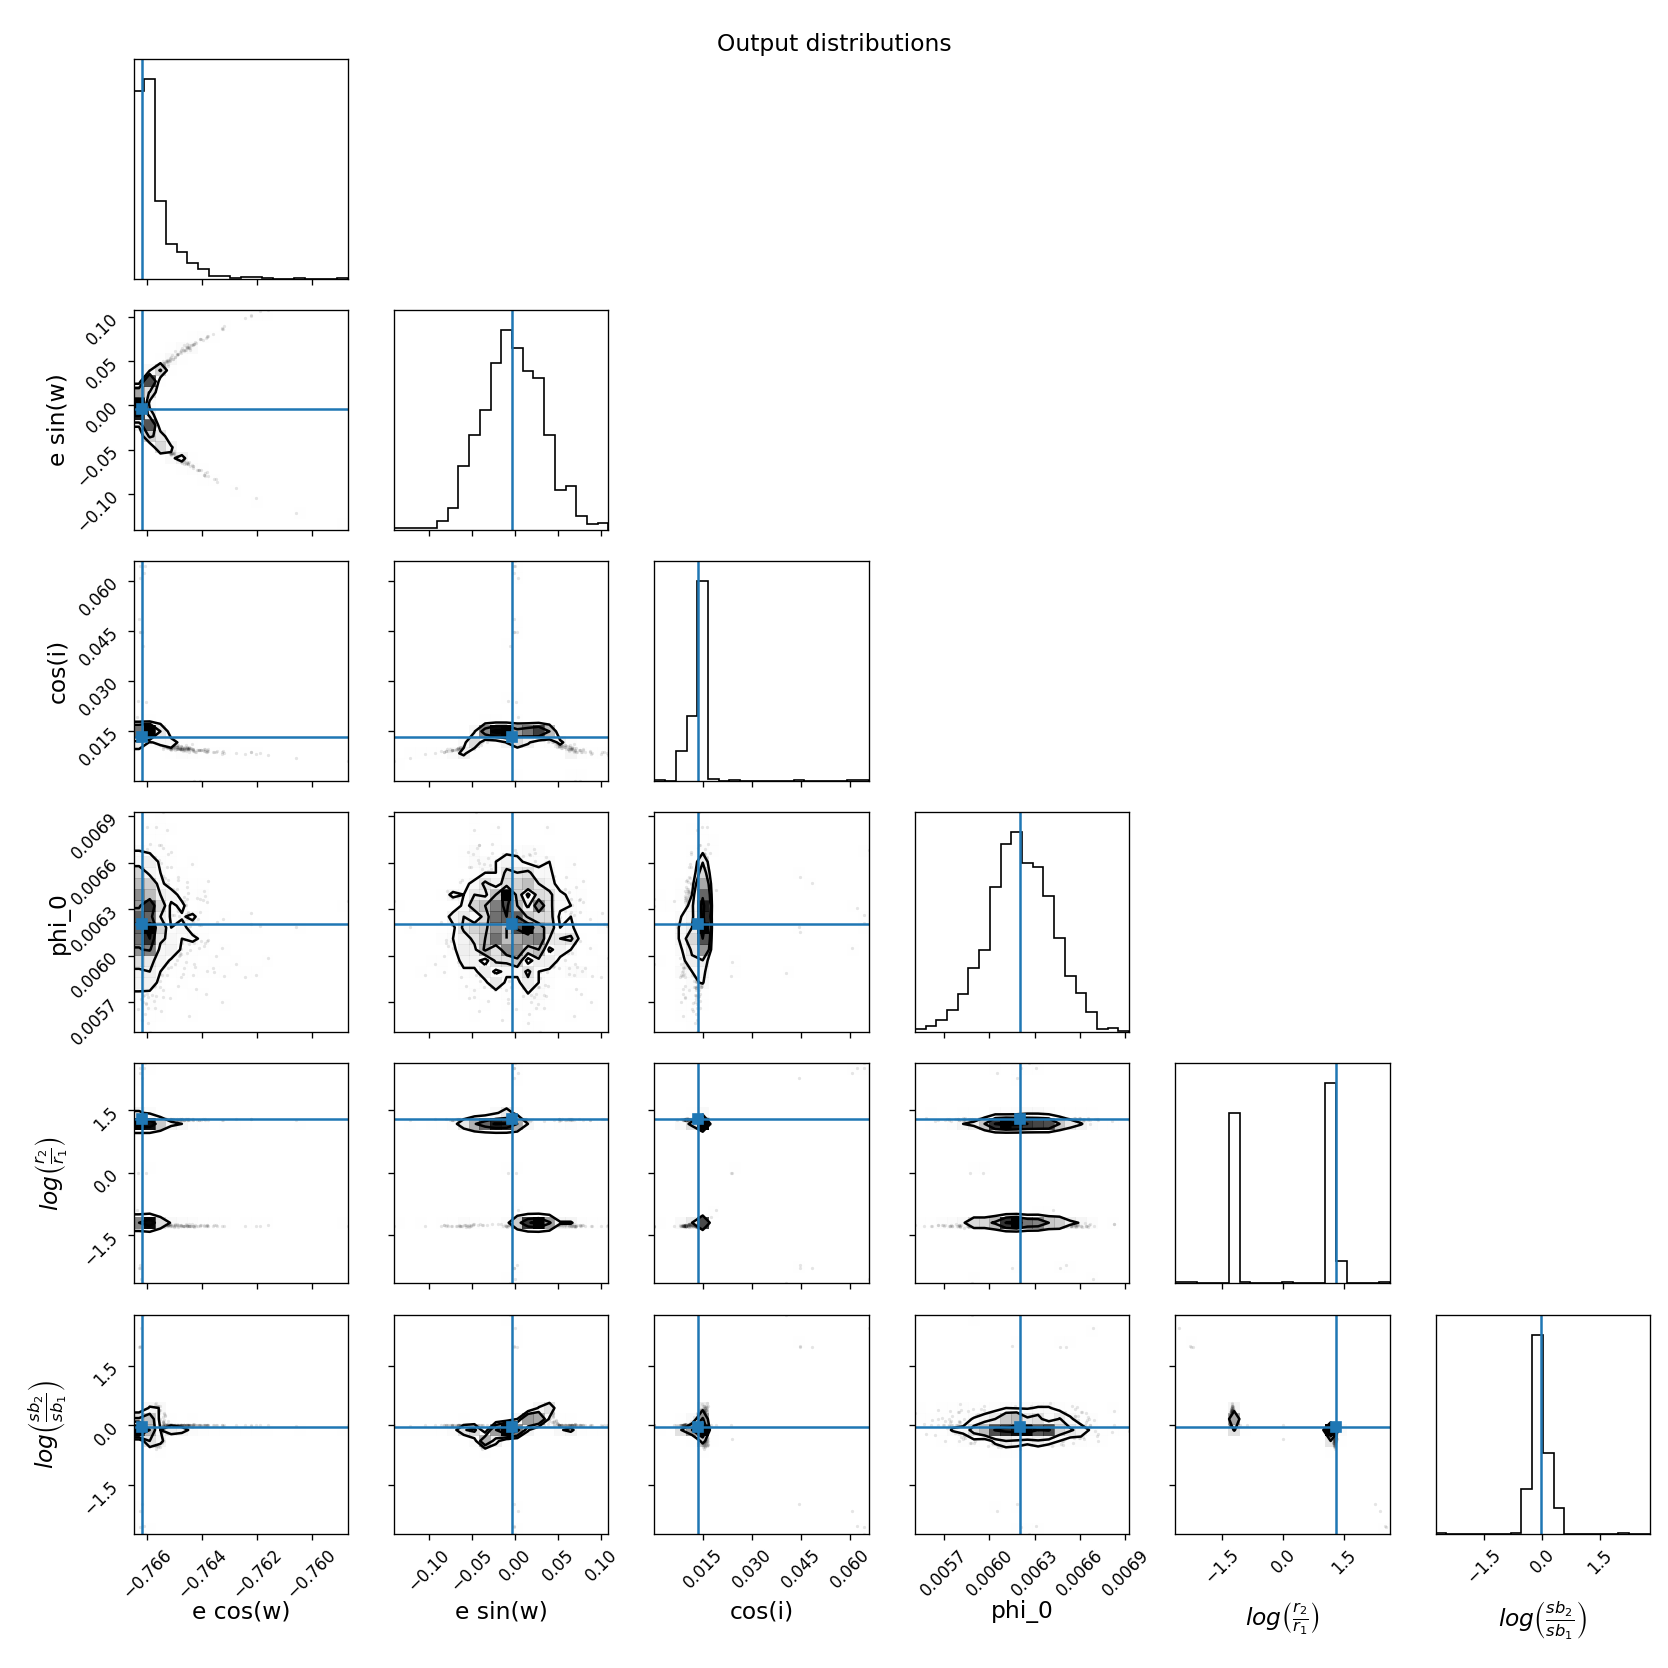 Output distributions
e sin(w)
0.10
0.05
0.00
−0.05
−0.10
cos(i)
0.060
0.045
0.030
0.015
phi_0
0.0069
0.0066
0.0063
0.0060
0.0057
log(r2/r1)
1.5
0.0
−1.5
log(sb2/sb1)
1.5
0.0
−1.5
−0.766 −0.764 −0.762 −0.760
e cos(w)
−0.10 −0.05 0.00 0.05 0.10
e sin(w)
0.015 0.030 0.045 0.060
cos(i)
0.0057 0.0060 0.0063 0.0066 0.0069
phi_0
−1.5 0.0 1.5
log(r2/r1)
−1.5 0.0 1.5
log(sb2/sb1)